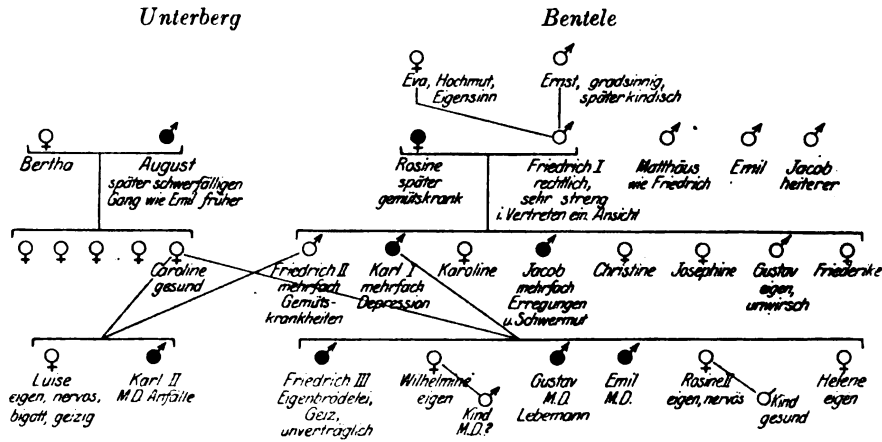 Unterberg
Bentele
Eva, Hochmut,
Eigensinn
Ernst, gradsinnig,
später kindisch
Bertha
August
später schwerfälligen
Gang wie Emil früher
Rosine
später
gemütskrank
Friedrich I
rechtlich,
sehr streng
i. Vertreten ein. Ansicht
Matthäus
wie Friedrich
Emil
Jacob
heiterer
Caroline
gesund
Friedrich II
mehrfach
Gemüts-
krankheiten
Karl I
mehrfach
Depression
Karoline
Jacob
mehrfach
Erregungen
u. Schwermut
Christine
Josephine
Gustav
eigen,
unwirsch
Friederike
Luise
eigen, nervös,
bigott, geizig
Karl II
M.D. Anfälle
Friedrich III
Eigenbrödelei,
Geiz,
unverträglich
Wilhelmine
eigen
Kind
M.D.?
Gustav
M.D.
Lebemann
Emil
M.D.
Rosine II
eigen, nervös
Kind
gesund
Helene
eigen